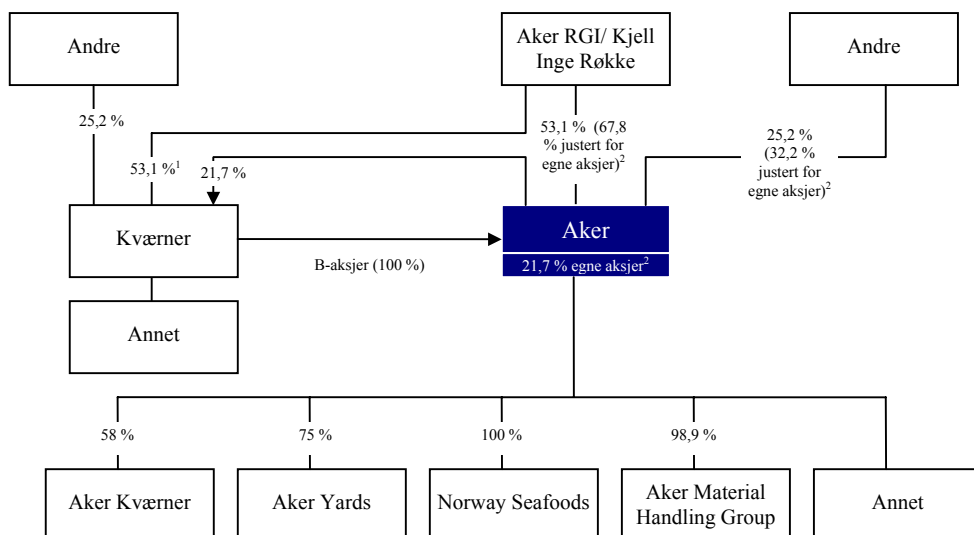 Andre
Aker RGI/ Kjell
Inge Røkke
Andre
25,2 %
53,1 %¹
21,7 %
53,1 % (67,8
% justert for
egne aksjer)²
25,2 %
(32,2 %
justert for
egne aksjer)²
Kværner
B-aksjer (100 %)
Aker
21,7 % egne aksjer²
Annet
58 %
75 %
100 %
98,9 %
Aker Kværner
Aker Yards
Norway Seafoods
Aker Material
Handling Group
Annet